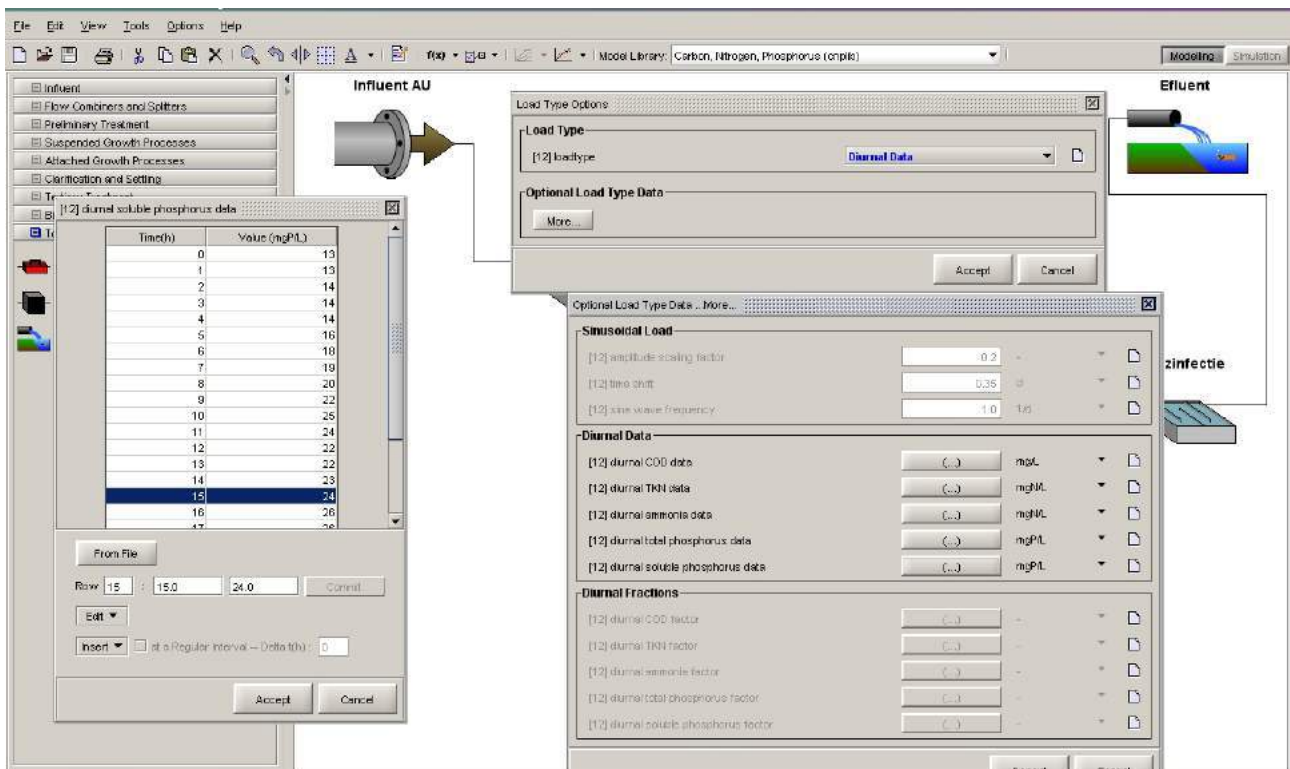 File Edit View Tools Options Help
f(x) Model Library: Carbon, Nitrogen, Phosphorus (cnplib) Modelling Simulation
Influent
Flow Combiners and Splitters
Preliminary Treatment
Suspended Growth Processes
Attached Growth Processes
Clarification and Settling
Influent AU
Efluent
zinfectie
Load Type Options
Load Type
[12] loadtype Diurnal Data
Optional Load Type Data
More...
Accept Cancel
[12] diurnal soluble phosphorus data
Time(h) Value (mgP/L)
0 13
1 13
2 14
3 14
4 14
5 16
6 18
7 19
8 20
9 22
10 25
11 24
12 22
13 22
14 23
15 24
16 26
From File
Row 15 : 15.0 24.0 Commit
Edit
Insert at a Regular Interval -- Delta t(h) : 0
Accept Cancel
Optional Load Type Data ...More...
Sinusoidal Load
[12] amplitude scaling factor 0.2 -
[12] time shift 0.35 d
[12] sine wave frequency 1.0 1/d
Diurnal Data
[12] diurnal COD data (...) mg/L
[12] diurnal TKN data (...) mgN/L
[12] diurnal ammonia data (...) mgN/L
[12] diurnal total phosphorus data (...) mgP/L
[12] diurnal soluble phosphorus data (...) mgP/L
Diurnal Fractions
[12] diurnal COD factor (...) -
[12] diurnal TKN factor (...) -
[12] diurnal ammonia factor (...) -
[12] diurnal total phosphorus factor (...) -
[12] diurnal soluble phosphorus factor (...) -